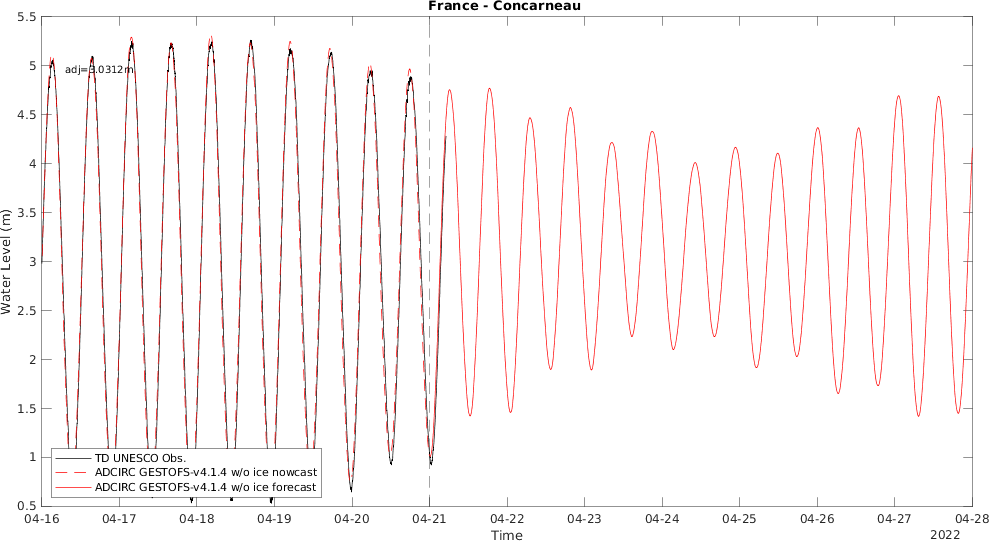 France - Concarneau
5.5
5
4.5
4
3.5
3
2.5
2
1.5
1
0.5
Water Level (m)
adj=3.0312m
TD UNESCO Obs.
ADCIRC GESTOFS-v4.1.4 w/o ice nowcast
ADCIRC GESTOFS-v4.1.4 w/o ice forecast
04-16 04-17 04-18 04-19 04-20 04-21 04-22 04-23 04-24 04-25 04-26 04-27 04-28
Time
2022